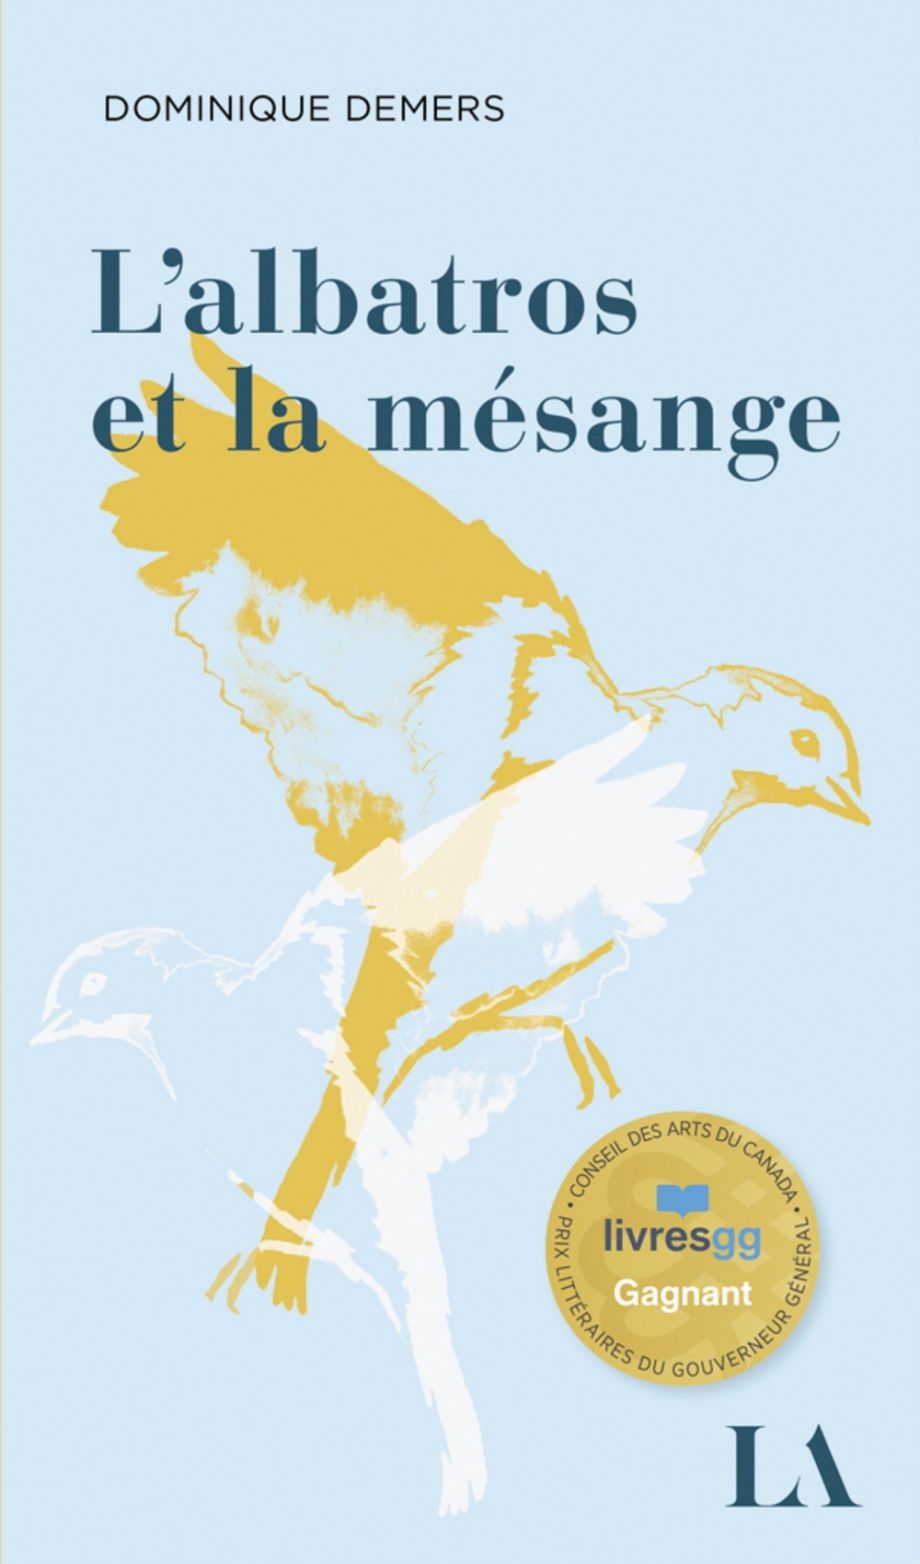 DOMINIQUE DEMERS
L’albatros
et la mésange
• CONSEIL DES ARTS DU CANADA •
livresgg
Gagnant
PRIX LITTÉRAIRES DU GOUVERNEUR GÉNÉRAL
LA